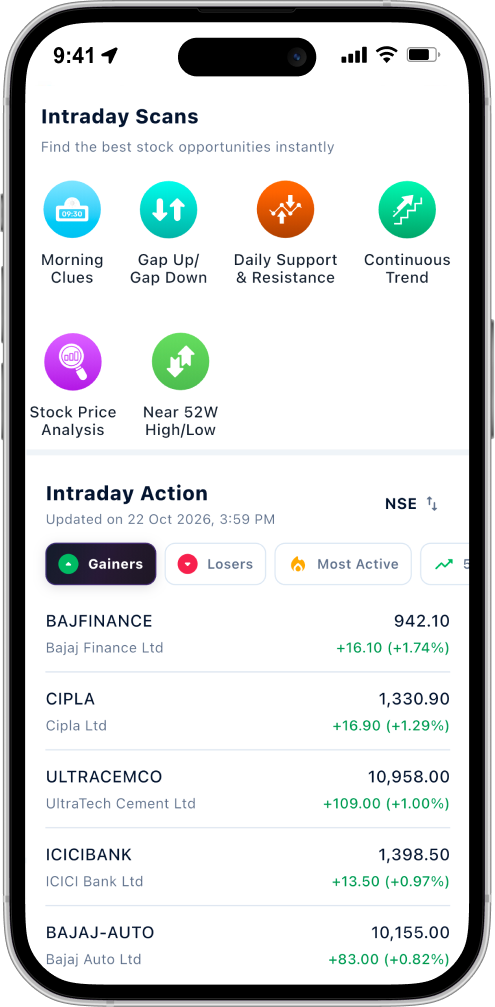 9:41
Intraday Scans
Find the best stock opportunities instantly
09:30
Morning
Clues
Gap Up/
Gap Down
Daily Support
& Resistance
Continuous
Trend
Stock Price
Analysis
Near 52W
High/Low
Intraday Action
Updated on 22 Oct 2026, 3:59 PM
NSE
Gainers
Losers
Most Active
5
BAJFINANCE 942.10
Bajaj Finance Ltd +16.10 (+1.74%)
CIPLA 1,330.90
Cipla Ltd +16.90 (+1.29%)
ULTRACEMCO 10,958.00
UltraTech Cement Ltd +109.00 (+1.00%)
ICICIBANK 1,398.50
ICICI Bank Ltd +13.50 (+0.97%)
BAJAJ-AUTO 10,155.00
Bajaj Auto Ltd +83.00 (+0.82%)